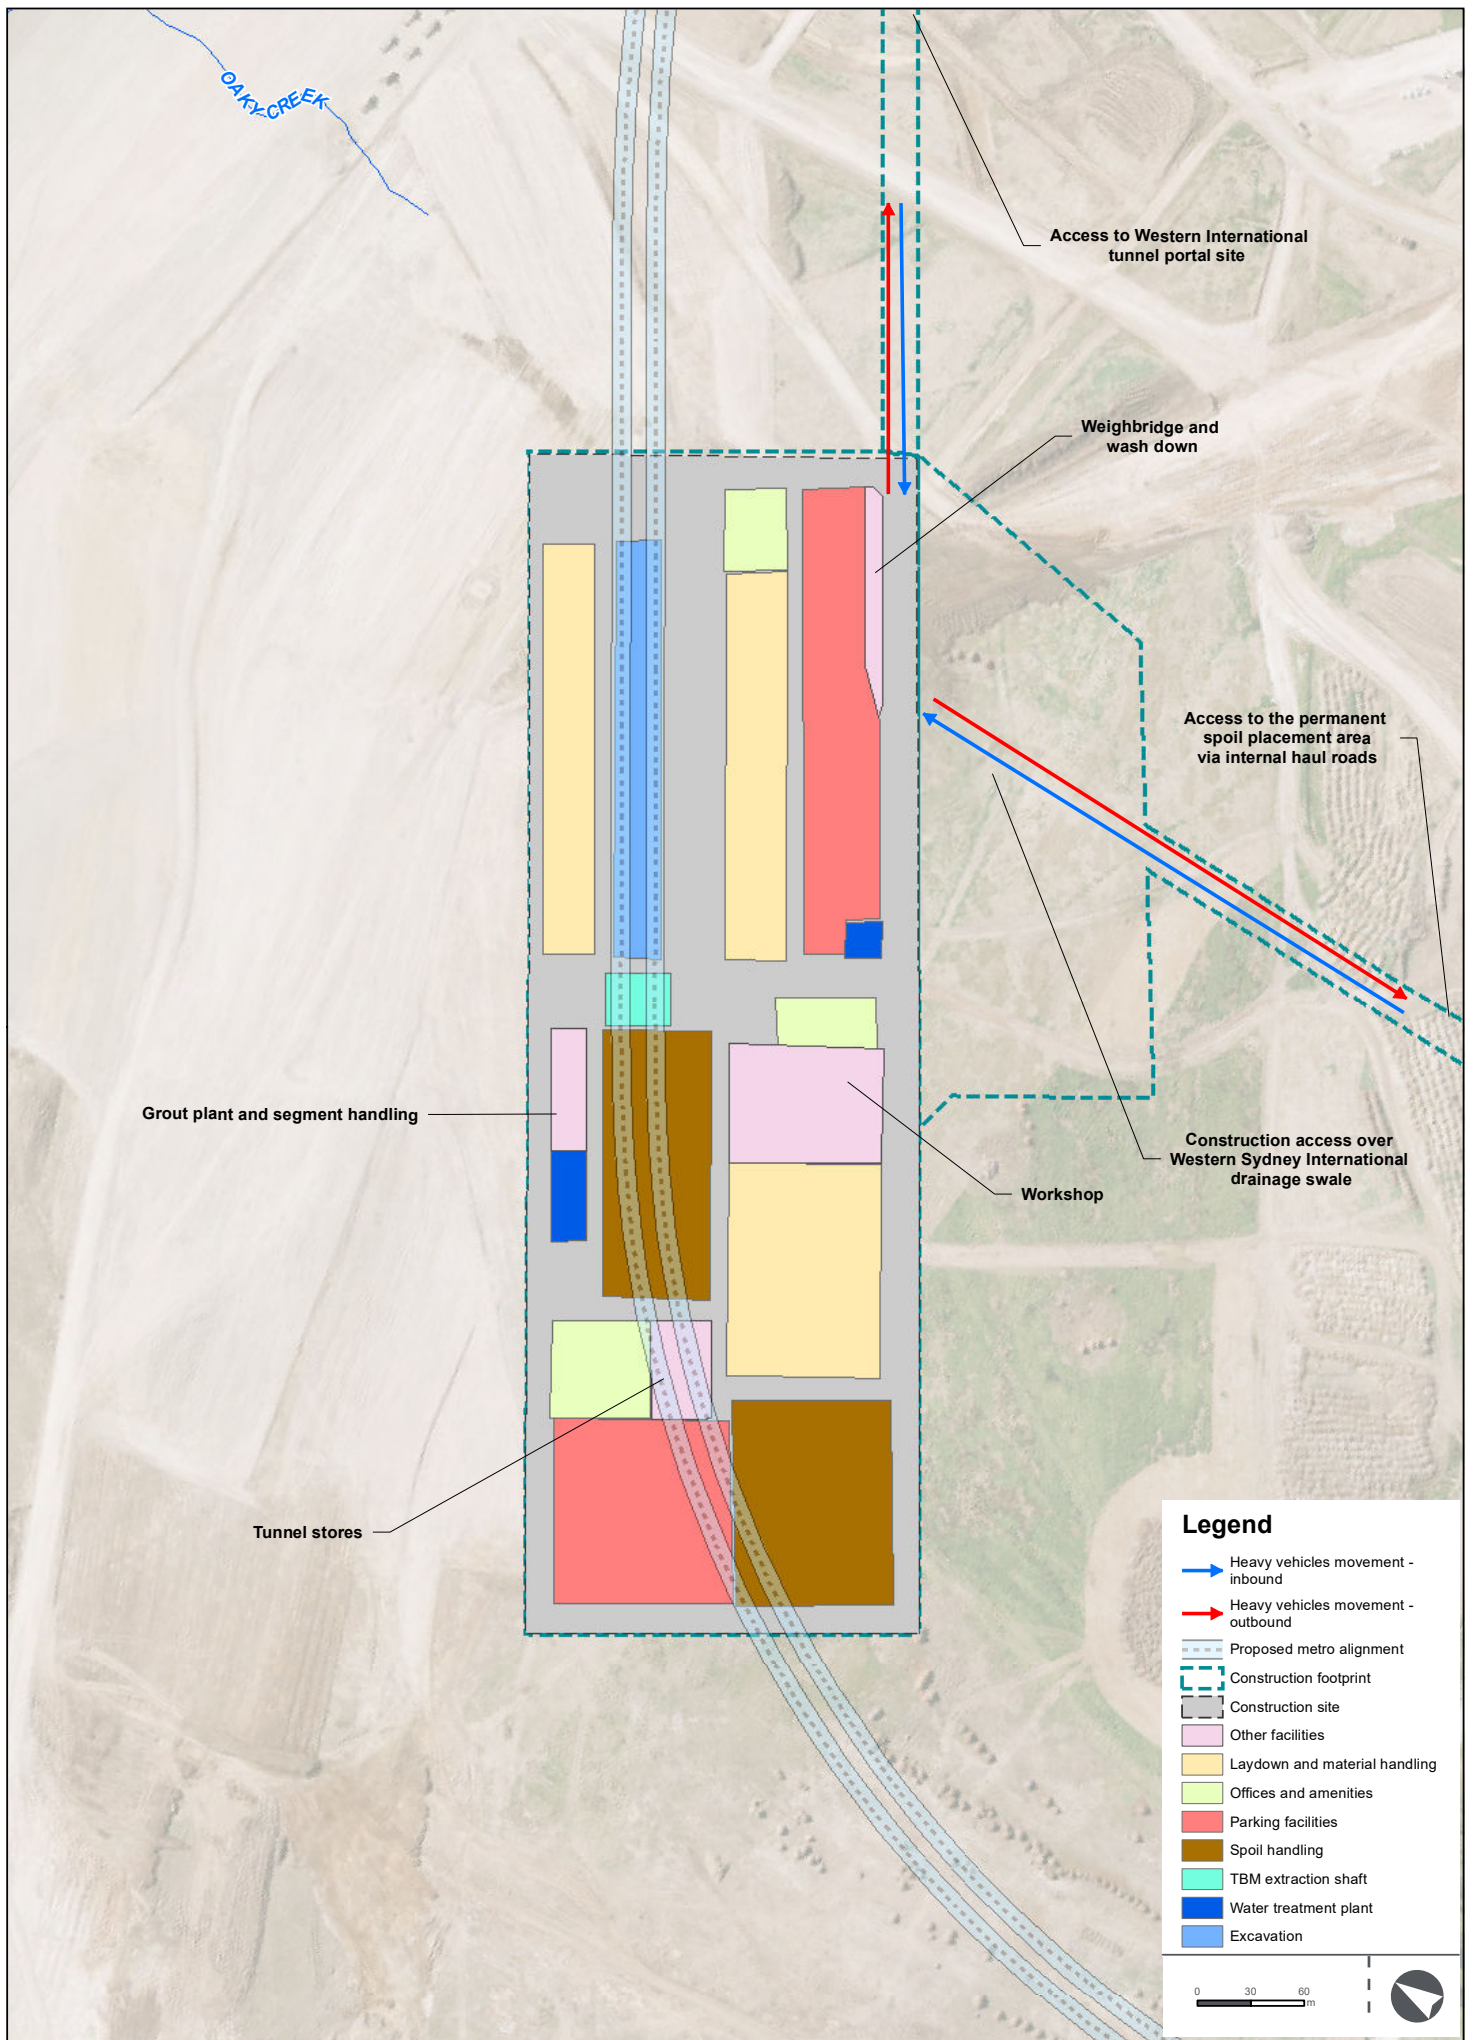 OAKY CREEK
Access to Western International
tunnel portal site
Weighbridge and
wash down
Access to the permanent
spoil placement area
via internal haul roads
Grout plant and segment handling
Construction access over
Western Sydney International
drainage swale
Workshop
Tunnel stores
Legend
Heavy vehicles movement -
inbound
Heavy vehicles movement -
outbound
Proposed metro alignment
Construction footprint
Construction site
Other facilities
Laydown and material handling
Offices and amenities
Parking facilities
Spoil handling
TBM extraction shaft
Water treatment plant
Excavation
0 30 60
m